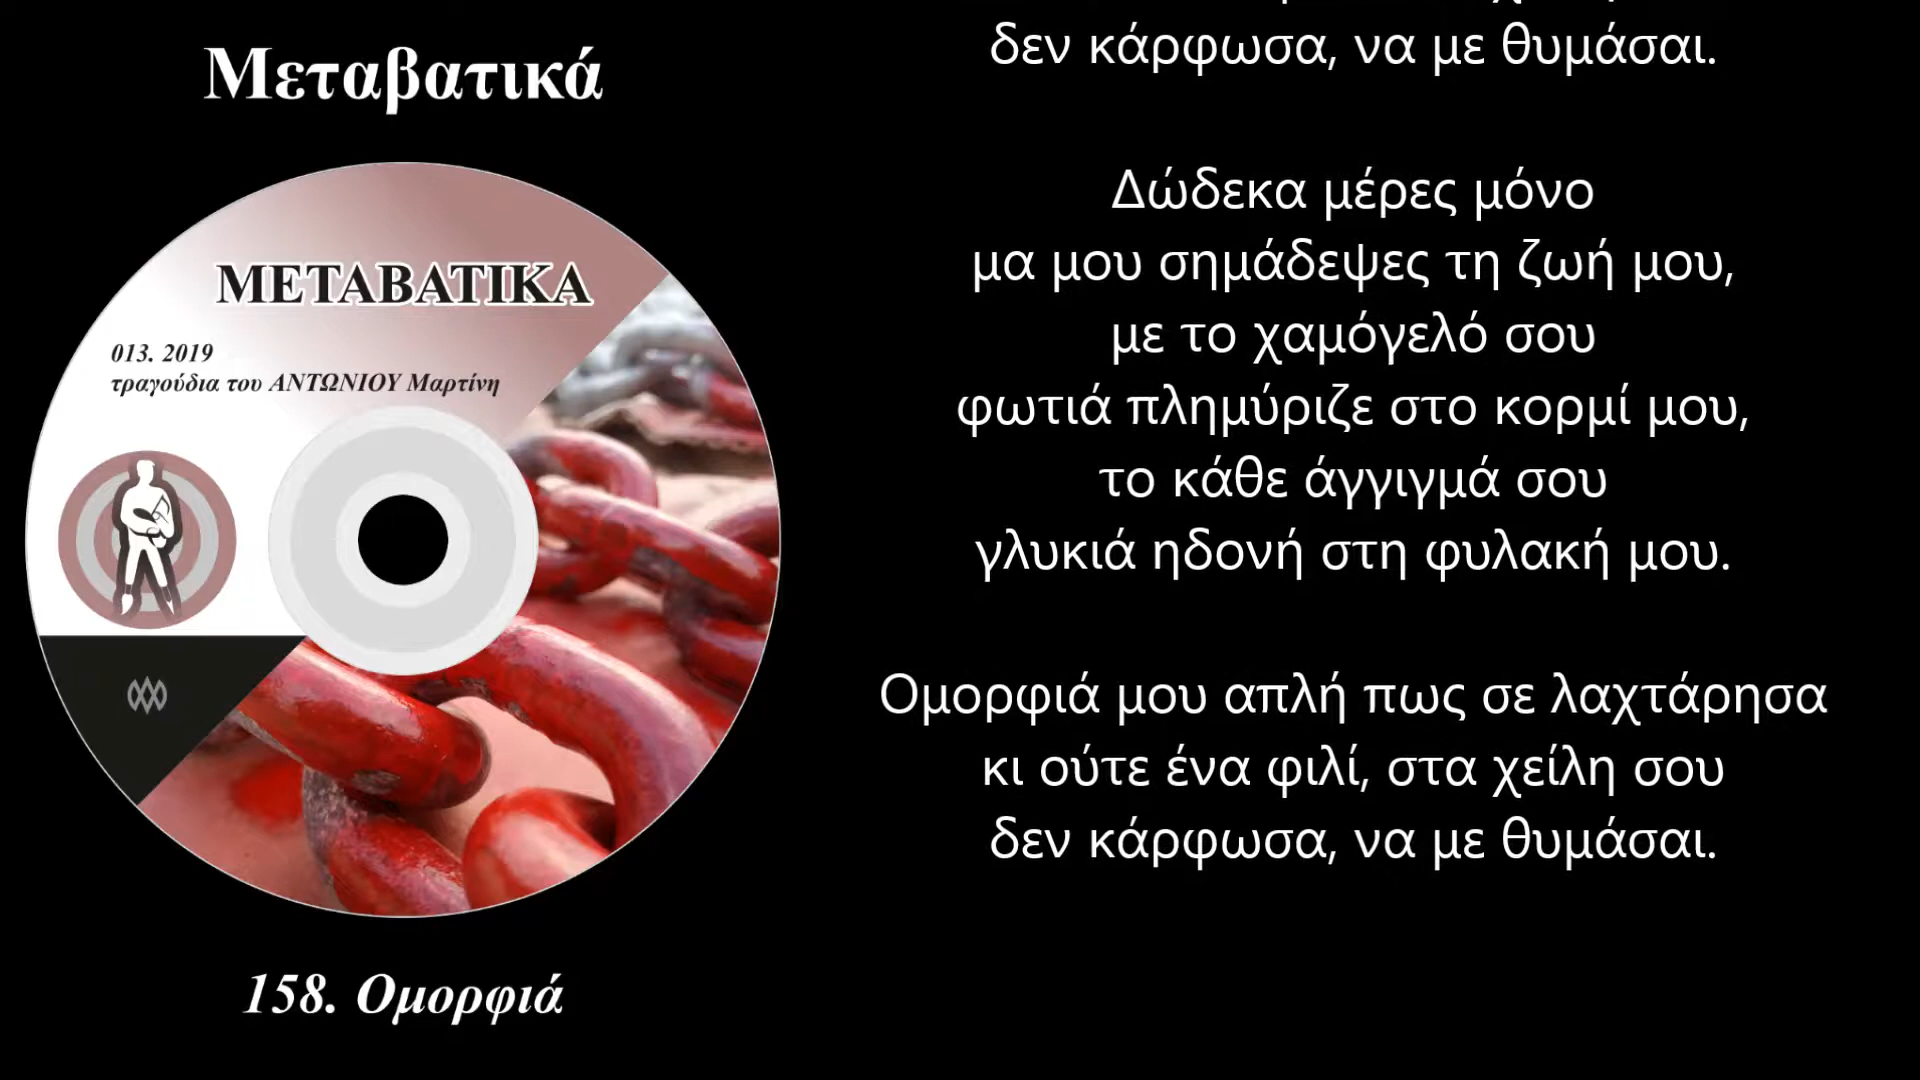 Μεταβατικά
ΜΕΤΑΒΑΤΙΚΑ
013. 2019
τραγούδια του ΑΝΤΩΝΙΟΥ Μαρτίνη
158. Ομορφιά
δεν κάρφωσα, να με θυμάσαι.
Δώδεκα μέρες μόνο
μα μου σημάδεψες τη ζωή μου,
με το χαμόγελό σου
φωτιά πλημύριζε στο κορμί μου,
το κάθε άγγιγμά σου
γλυκιά ηδονή στη φυλακή μου.
Ομορφιά μου απλή πως σε λαχτάρησα
κι ούτε ένα φιλί, στα χείλη σου
δεν κάρφωσα, να με θυμάσαι.